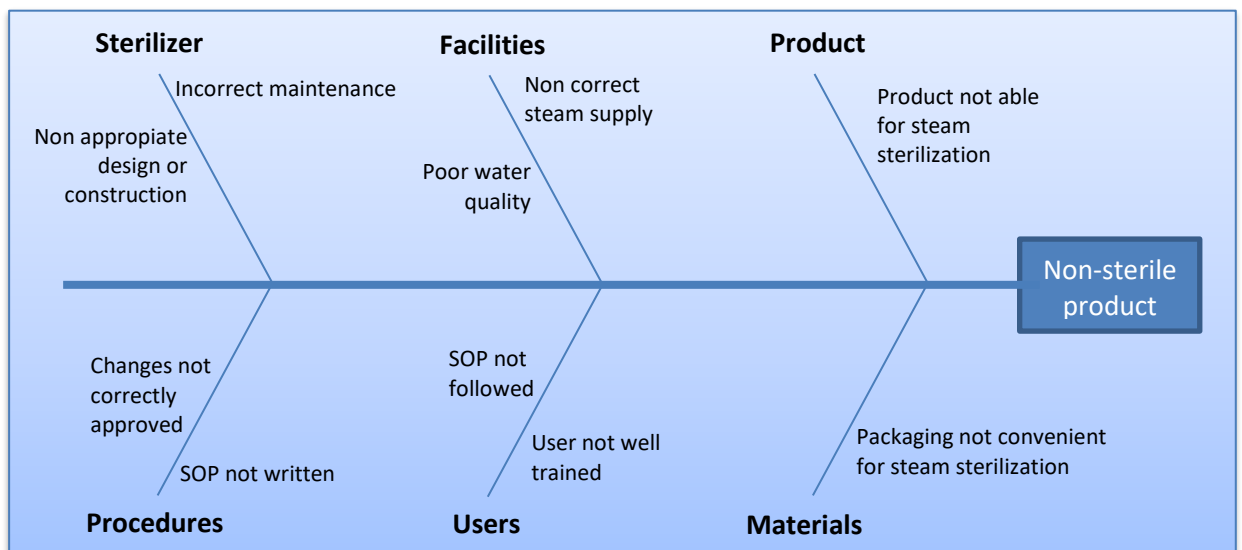 Sterilizer
Facilities
Product
Incorrect maintenance
Non appropiate
design or
construction
Non correct
steam supply
Poor water
quality
Product not able
for steam
sterilization
Non-sterile
product
Changes not
correctly
approved
SOP not written
SOP not
followed
User not well
trained
Packaging not convenient
for steam sterilization
Procedures
Users
Materials